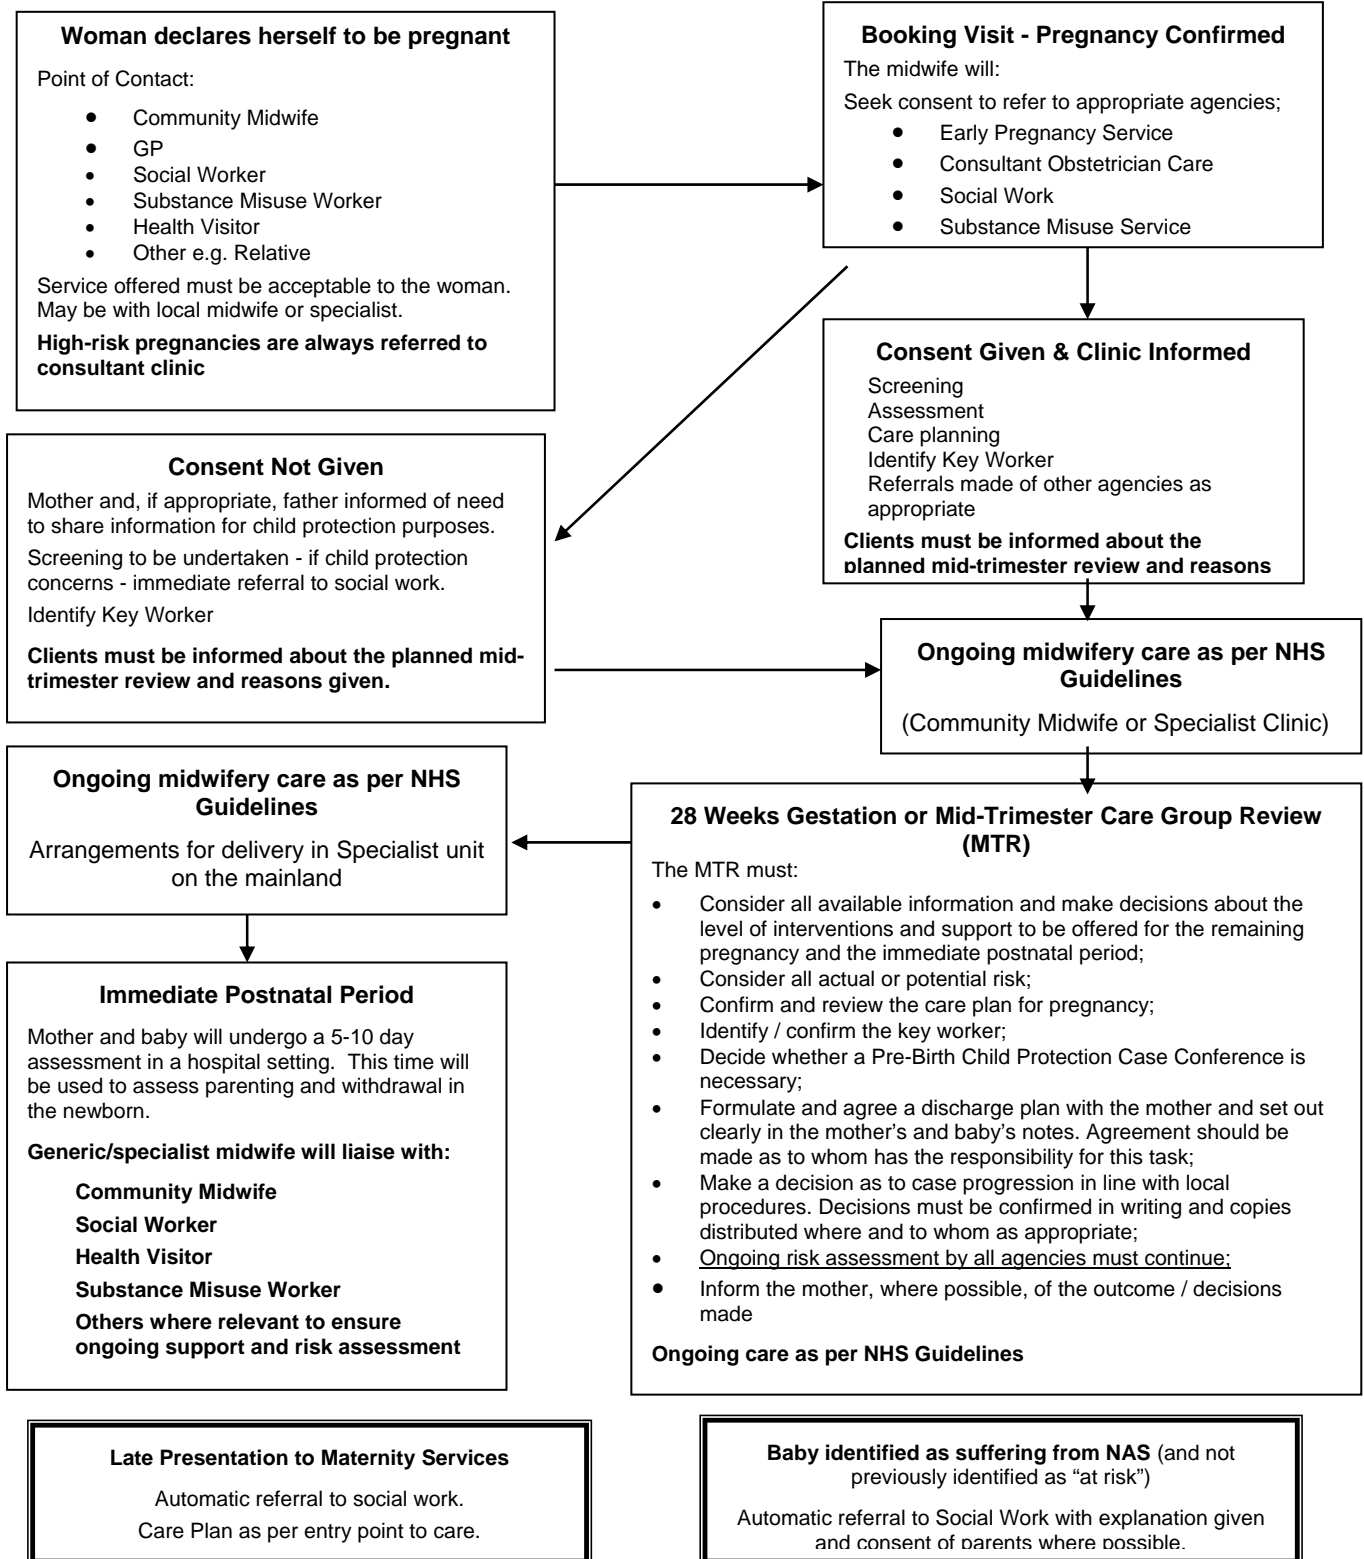 Woman declares herself to be pregnant
Point of Contact:
• Community Midwife
• GP
• Social Worker
• Substance Misuse Worker
• Health Visitor
• Other e.g. Relative
Service offered must be acceptable to the woman.
May be with local midwife or specialist.
High-risk pregnancies are always referred to
consultant clinic
Booking Visit - Pregnancy Confirmed
The midwife will:
Seek consent to refer to appropriate agencies;
• Early Pregnancy Service
• Consultant Obstetrician Care
• Social Work
• Substance Misuse Service
Consent Given & Clinic Informed
Screening
Assessment
Care planning
Identify Key Worker
Referrals made of other agencies as
appropriate
Clients must be informed about the
planned mid-trimester review and reasons
Consent Not Given
Mother and, if appropriate, father informed of need
to share information for child protection purposes.
Screening to be undertaken - if child protection
concerns - immediate referral to social work.
Identify Key Worker
Clients must be informed about the planned mid-
trimester review and reasons given.
Ongoing midwifery care as per NHS
Guidelines
(Community Midwife or Specialist Clinic)
28 Weeks Gestation or Mid-Trimester Care Group Review
(MTR)
The MTR must:
• Consider all available information and make decisions about the
level of interventions and support to be offered for the remaining
pregnancy and the immediate postnatal period;
• Consider all actual or potential risk;
• Confirm and review the care plan for pregnancy;
• Identify / confirm the key worker;
• Decide whether a Pre-Birth Child Protection Case Conference is
necessary;
• Formulate and agree a discharge plan with the mother and set out
clearly in the mother's and baby's notes. Agreement should be
made as to whom has the responsibility for this task;
• Make a decision as to case progression in line with local
procedures. Decisions must be confirmed in writing and copies
distributed where and to whom as appropriate;
• Ongoing risk assessment by all agencies must continue;
• Inform the mother, where possible, of the outcome / decisions
made
Ongoing care as per NHS Guidelines
Ongoing midwifery care as per NHS
Guidelines
Arrangements for delivery in Specialist unit
on the mainland
Immediate Postnatal Period
Mother and baby will undergo a 5-10 day
assessment in a hospital setting. This time will
be used to assess parenting and withdrawal in
the newborn.
Generic/specialist midwife will liaise with:
Community Midwife
Social Worker
Health Visitor
Substance Misuse Worker
Others where relevant to ensure
ongoing support and risk assessment
Late Presentation to Maternity Services
Automatic referral to social work.
Care Plan as per entry point to care.
Baby identified as suffering from NAS (and not
previously identified as “at risk”)
Automatic referral to Social Work with explanation given
and consent of parents where possible.